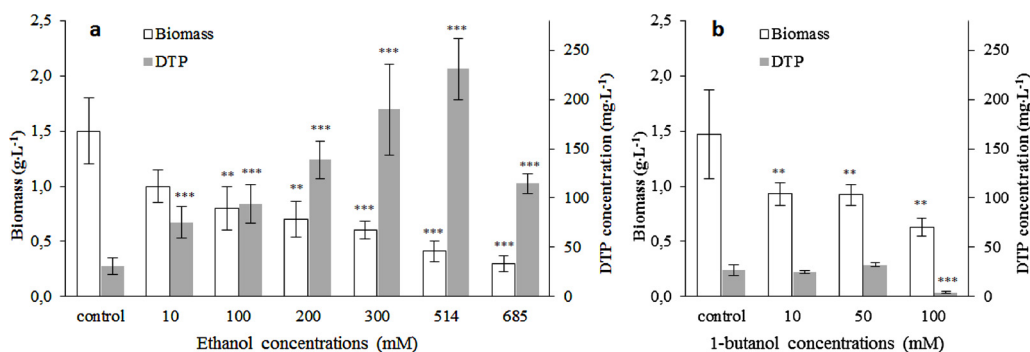 a
Biomass
DTP
2,5
2,0
1,5
1,0
0,5
0,0
Biomass (g·L-1)
250
200
150
100
50
0
DTP concentration (mg·L-1)
***
** ***
** ***
*** ***
*** ***
*** ***
control 10 100 200 300 514 685
Ethanol concentrations (mM)
b
Biomass
DTP
2,5
2,0
1,5
1,0
0,5
0,0
Biomass (g·L-1)
250
200
150
100
50
0
DTP concentration (mg·L-1)
**
**
** ***
control 10 50 100
1-butanol concentrations (mM)